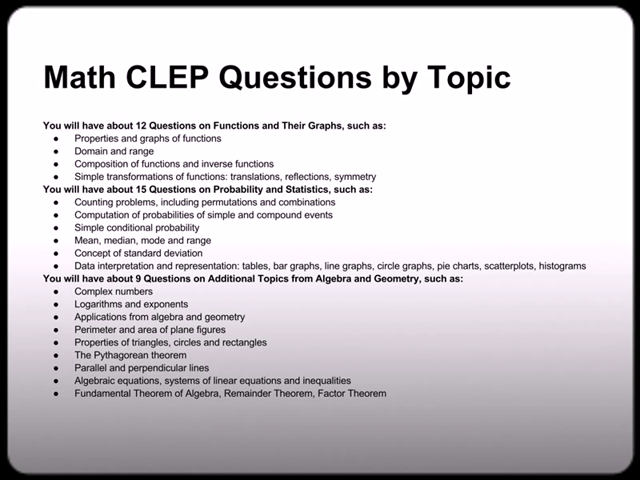 Math CLEP Questions by Topic
You will have about 12 Questions on Functions and Their Graphs, such as:
● Properties and graphs of functions
● Domain and range
● Composition of functions and inverse functions
● Simple transformations of functions: translations, reflections, symmetry
You will have about 15 Questions on Probability and Statistics, such as:
● Counting problems, including permutations and combinations
● Computation of probabilities of simple and compound events
● Simple conditional probability
● Mean, median, mode and range
● Concept of standard deviation
● Data interpretation and representation: tables, bar graphs, line graphs, circle graphs, pie charts, scatterplots, histograms
You will have about 9 Questions on Additional Topics from Algebra and Geometry, such as:
● Complex numbers
● Logarithms and exponents
● Applications from algebra and geometry
● Perimeter and area of plane figures
● Properties of triangles, circles and rectangles
● The Pythagorean theorem
● Parallel and perpendicular lines
● Algebraic equations, systems of linear equations and inequalities
● Fundamental Theorem of Algebra, Remainder Theorem, Factor Theorem